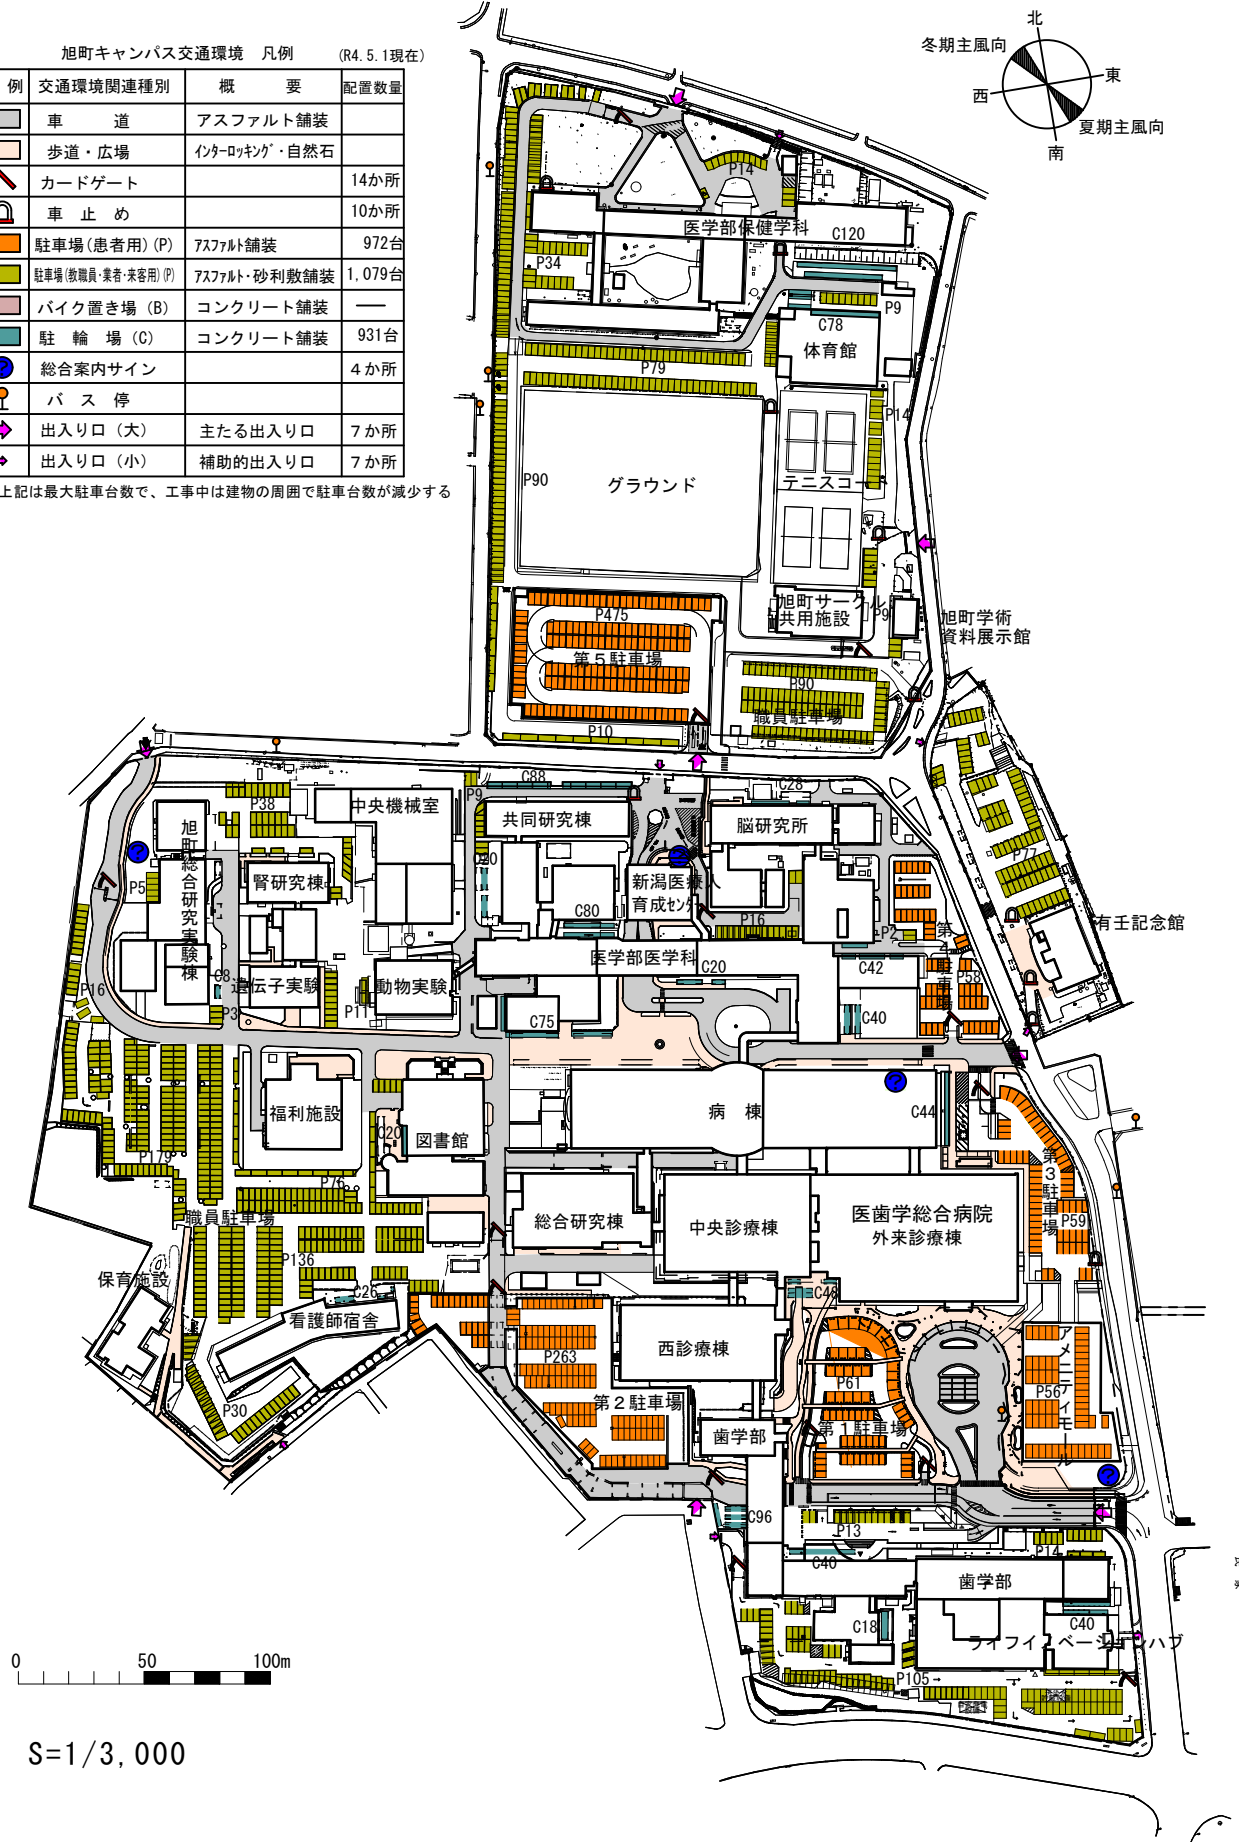 旭町キャンパス交通環境 凡例 (R4.5.1現在)
例 交通環境関連種別 概 要 配置数量
車 道 アスファルト舗装
歩道・広場 インターロッキング・自然石
カードゲート 14か所
車 止 め 10か所
駐車場(患者用)(P) アスファルト舗装 972台
駐車場(教職員・業者・来客用)(P) アスファルト・砂利敷舗装 1,079台
バイク置き場 (B) コンクリート舗装 ──
駐 輪 場 (C) コンクリート舗装 931台
総合案内サイン 4か所
バ ス 停
出入り口(大) 主たる出入り口 7か所
出入り口(小) 補助的出入り口 7か所
上記は最大駐車台数で、工事中は建物の周囲で駐車台数が減少する
北
冬期主風向
東
西
夏期主風向
南
P14
医学部保健学科
C120
P34
P9
C78
体育館
P79
P14
P90
グラウンド
テニスコー
旭町サークル
共用施設
P9
旭町学術
資料展示館
P475
第5駐車場
P90
職員駐車場
P10
C88
C28
P38
中央機械室
P9
共同研究棟
脳研究所
旭町総合研究実験棟
P77
P5
腎研究棟
C20
新潟医療人
育成センター
C80
P16
有壬記念館
P2
第4駐車場
医学部医学科
C20
C42
P58
C8
遺伝子実験
動物実験
P16
P3
P11
C75
C40
福利施設
病 棟
C44
C20
図書館
P179
第3駐車場
P76
職員駐車場
総合研究棟
中央診療棟
医歯学総合病院
外来診療棟
P59
P136
保育施設
C26
C48
看護師宿舎
西診療棟
P263
P61
P56
アメニティモール
P30
第2駐車場
第1駐車場
歯学部
C96
P13
P14
C40
歯学部
C18
C40
ライフイノベーションハブ
P105
0 50 100m
S=1/3,000